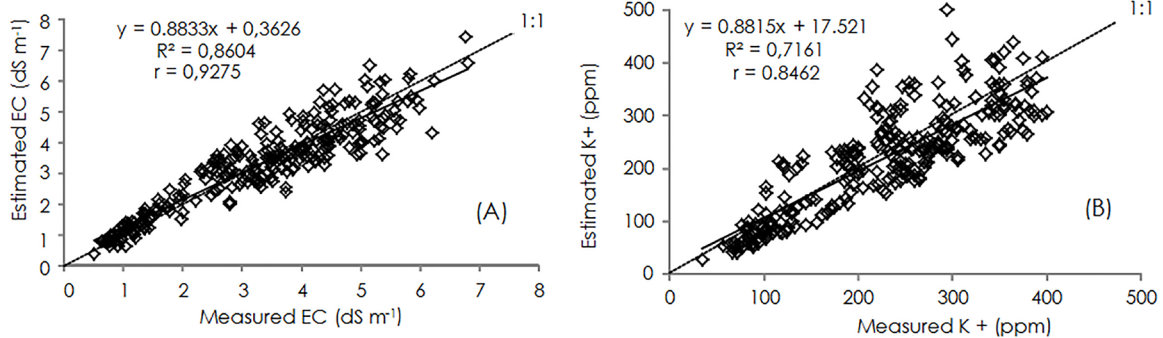 y = 0.8833x + 0,3626
R² = 0,8604
r = 0,9275
1:1
8
7
6
5
4
3
2
1
0
Estimated EC (dS m⁻¹)
(A)
0 1 2 3 4 5 6 7 8
Measured EC (dS m⁻¹)
y = 0.8815x + 17.521
R² = 0,7161
r = 0.8462
1:1
500
400
300
200
100
0
Estimated K+ (ppm)
(B)
0 100 200 300 400 500
Measured K + (ppm)